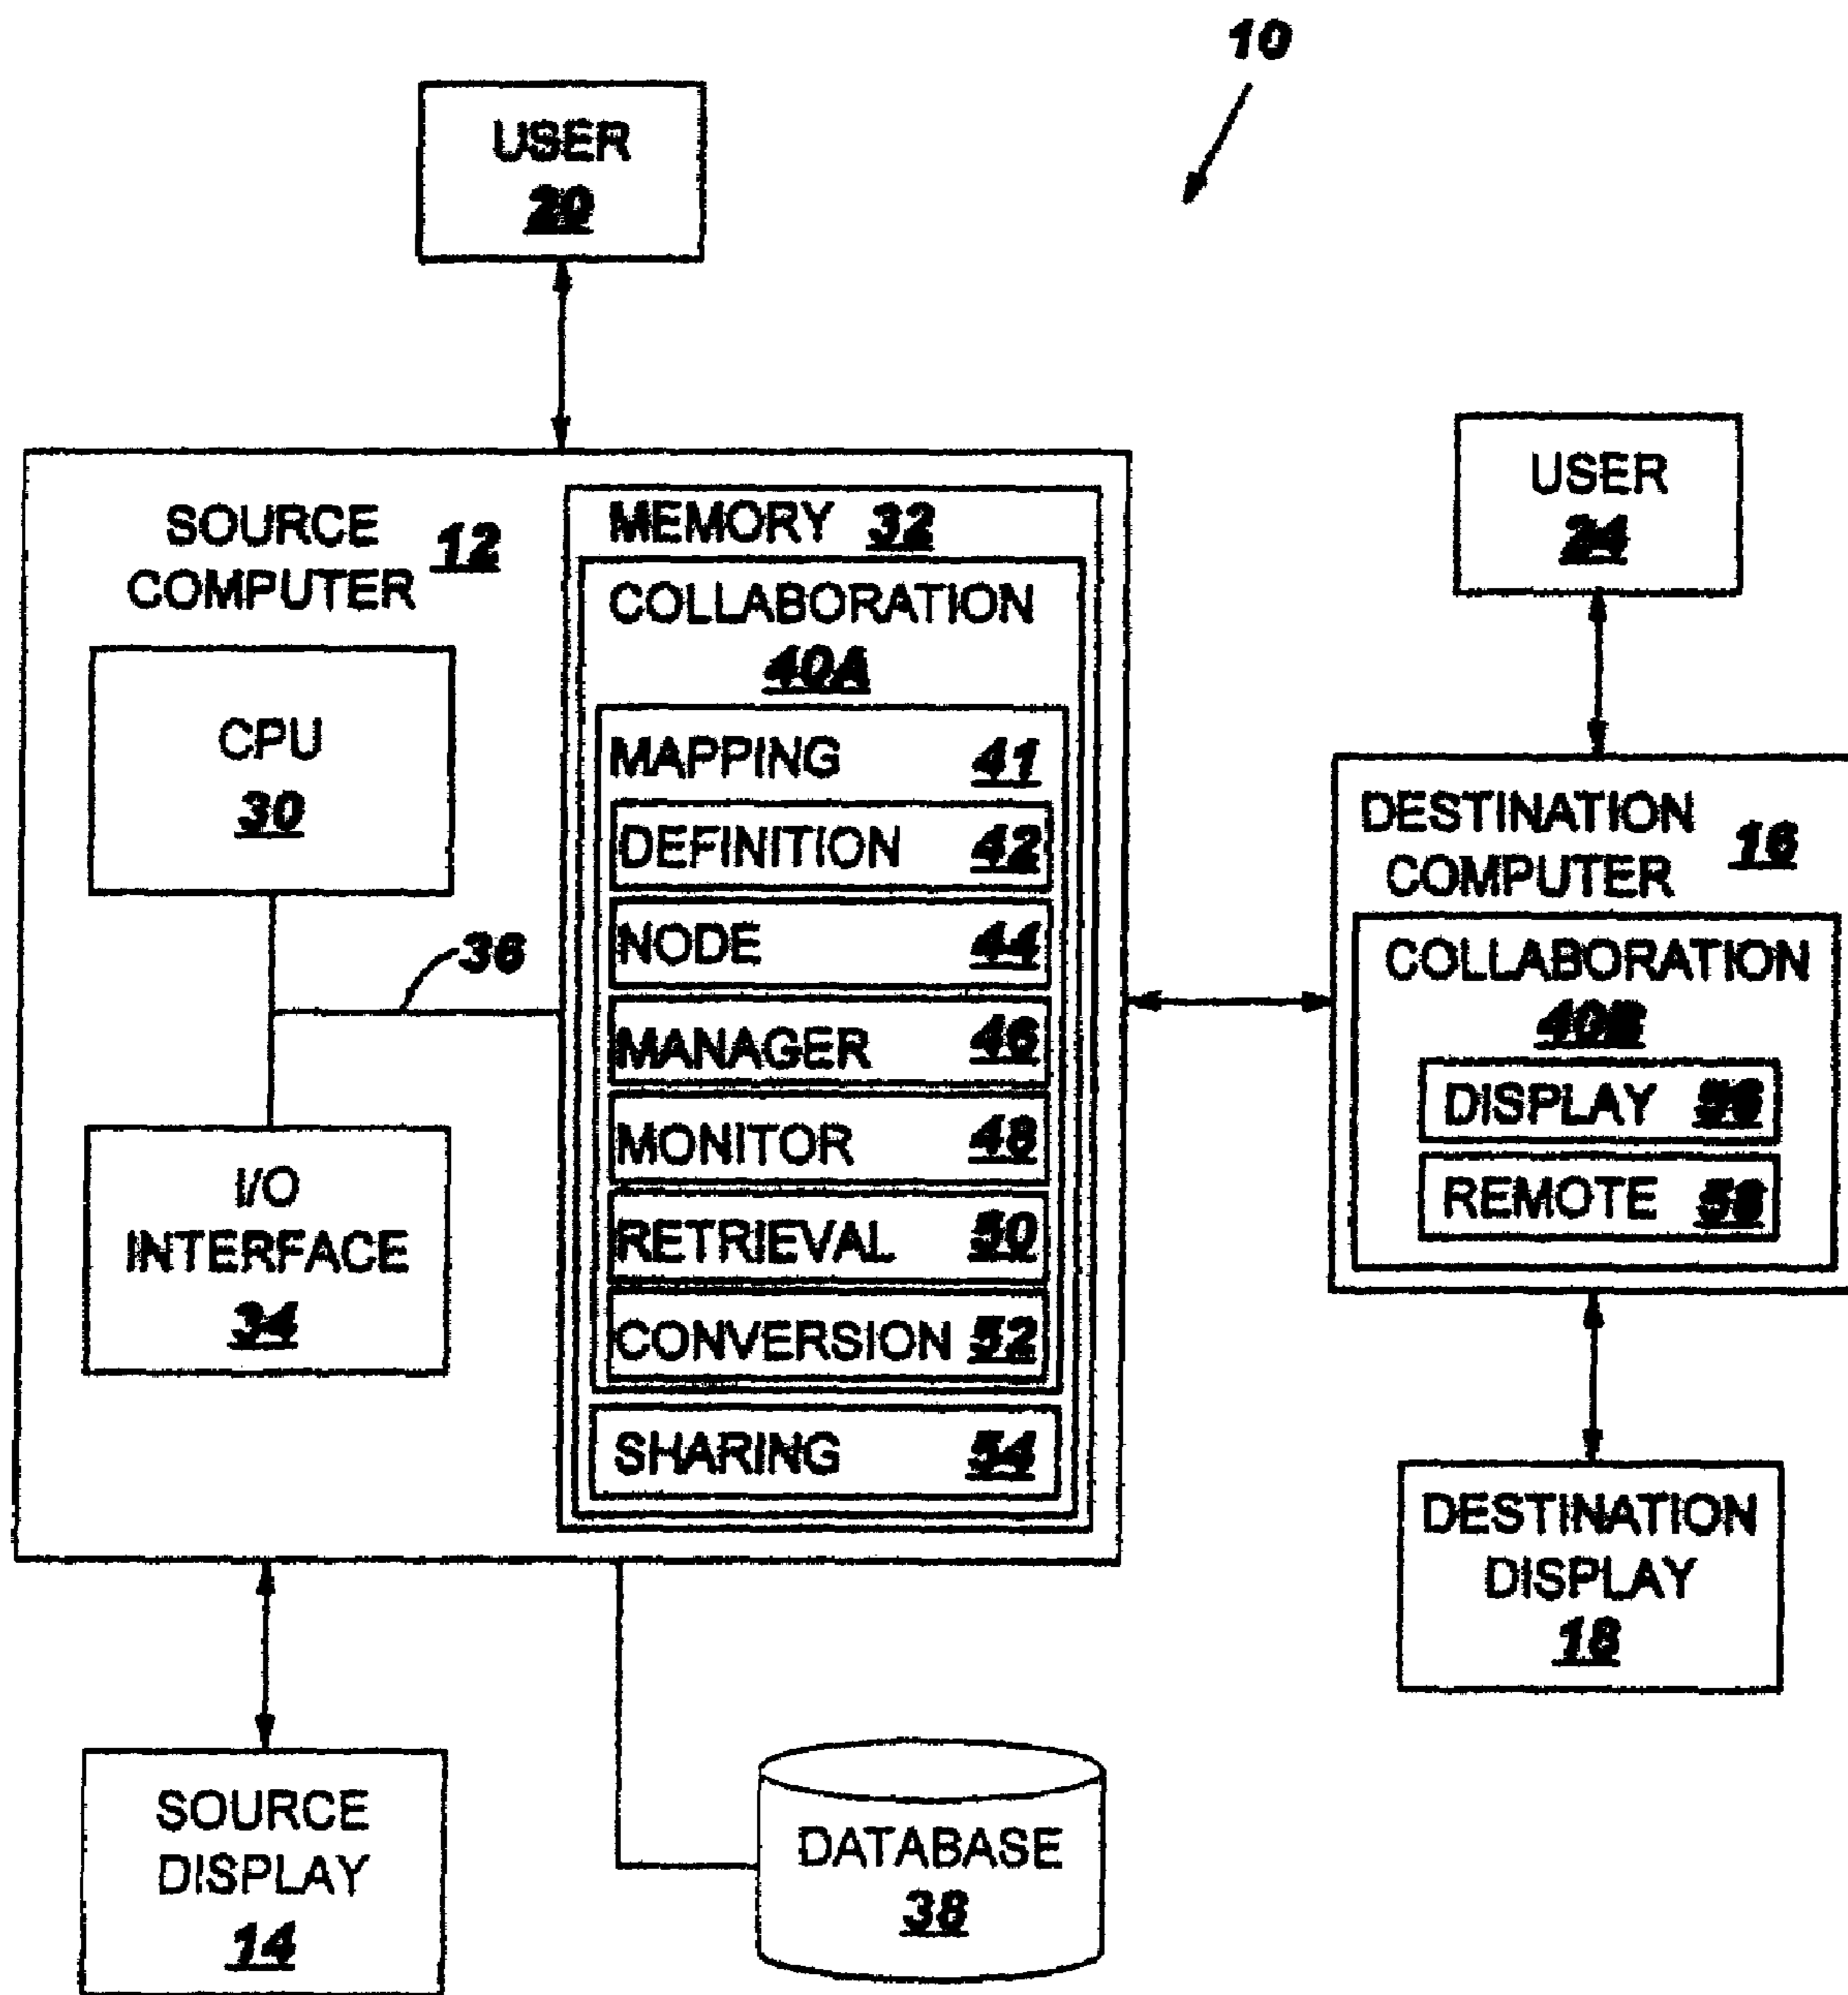 10
USER
20
SOURCE
COMPUTER 12
CPU
30
36
I/O
INTERFACE
34
MEMORY 32
COLLABORATION
40A
MAPPING 41
DEFINITION 42
NODE 44
MANAGER 46
MONITOR 48
RETRIEVAL 50
CONVERSION 52
SHARING 54
USER
24
DESTINATION
COMPUTER 16
COLLABORATION
40B
DISPLAY 56
REMOTE 58
DESTINATION
DISPLAY
18
SOURCE
DISPLAY
14
DATABASE
38